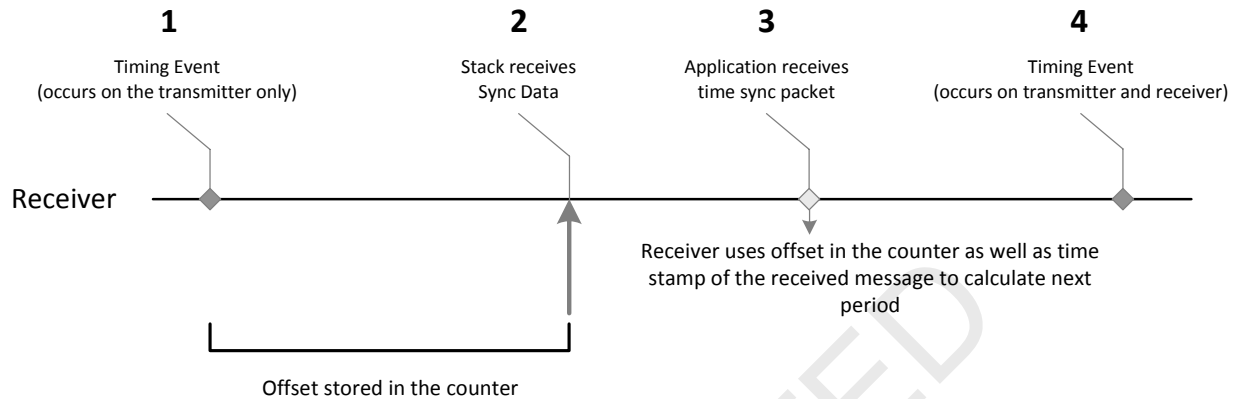 1
2
3
4
Timing Event
(occurs on the transmitter only)
Stack receives
Sync Data
Application receives
time sync packet
Timing Event
(occurs on transmitter and receiver)
Receiver
Receiver uses offset in the counter as well as time
stamp of the received message to calculate next
period
Offset stored in the counter